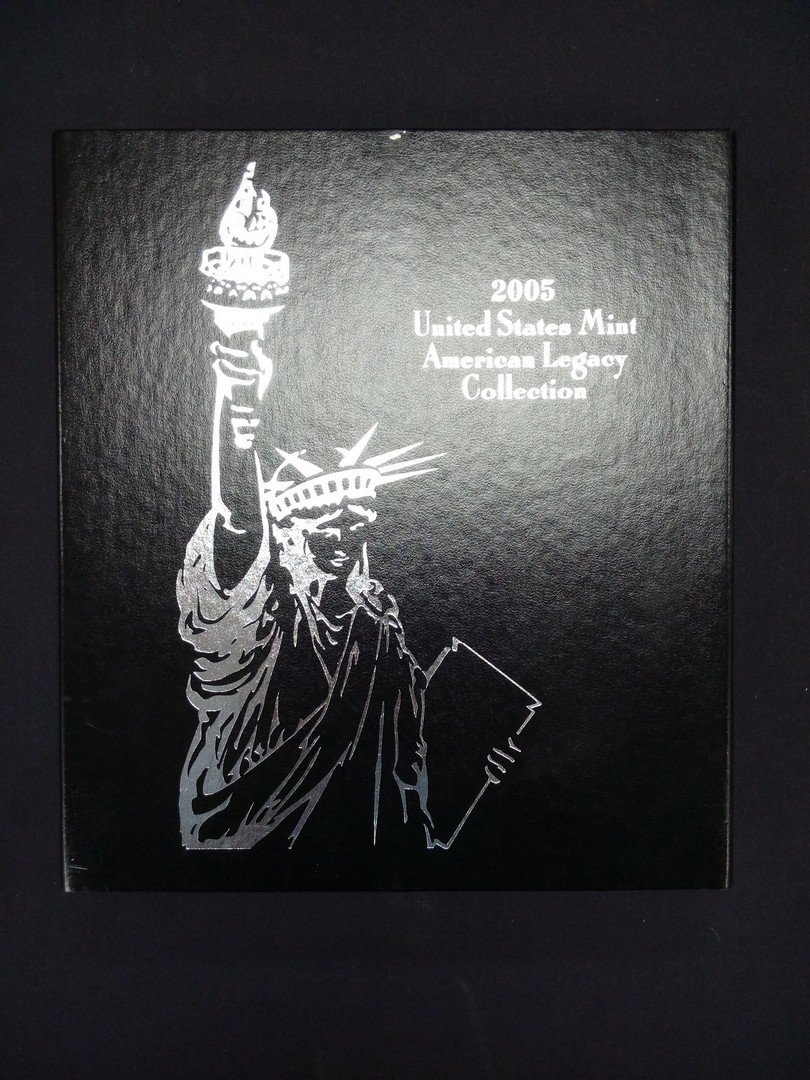 2005
United States Mint
American Legacy
Collection